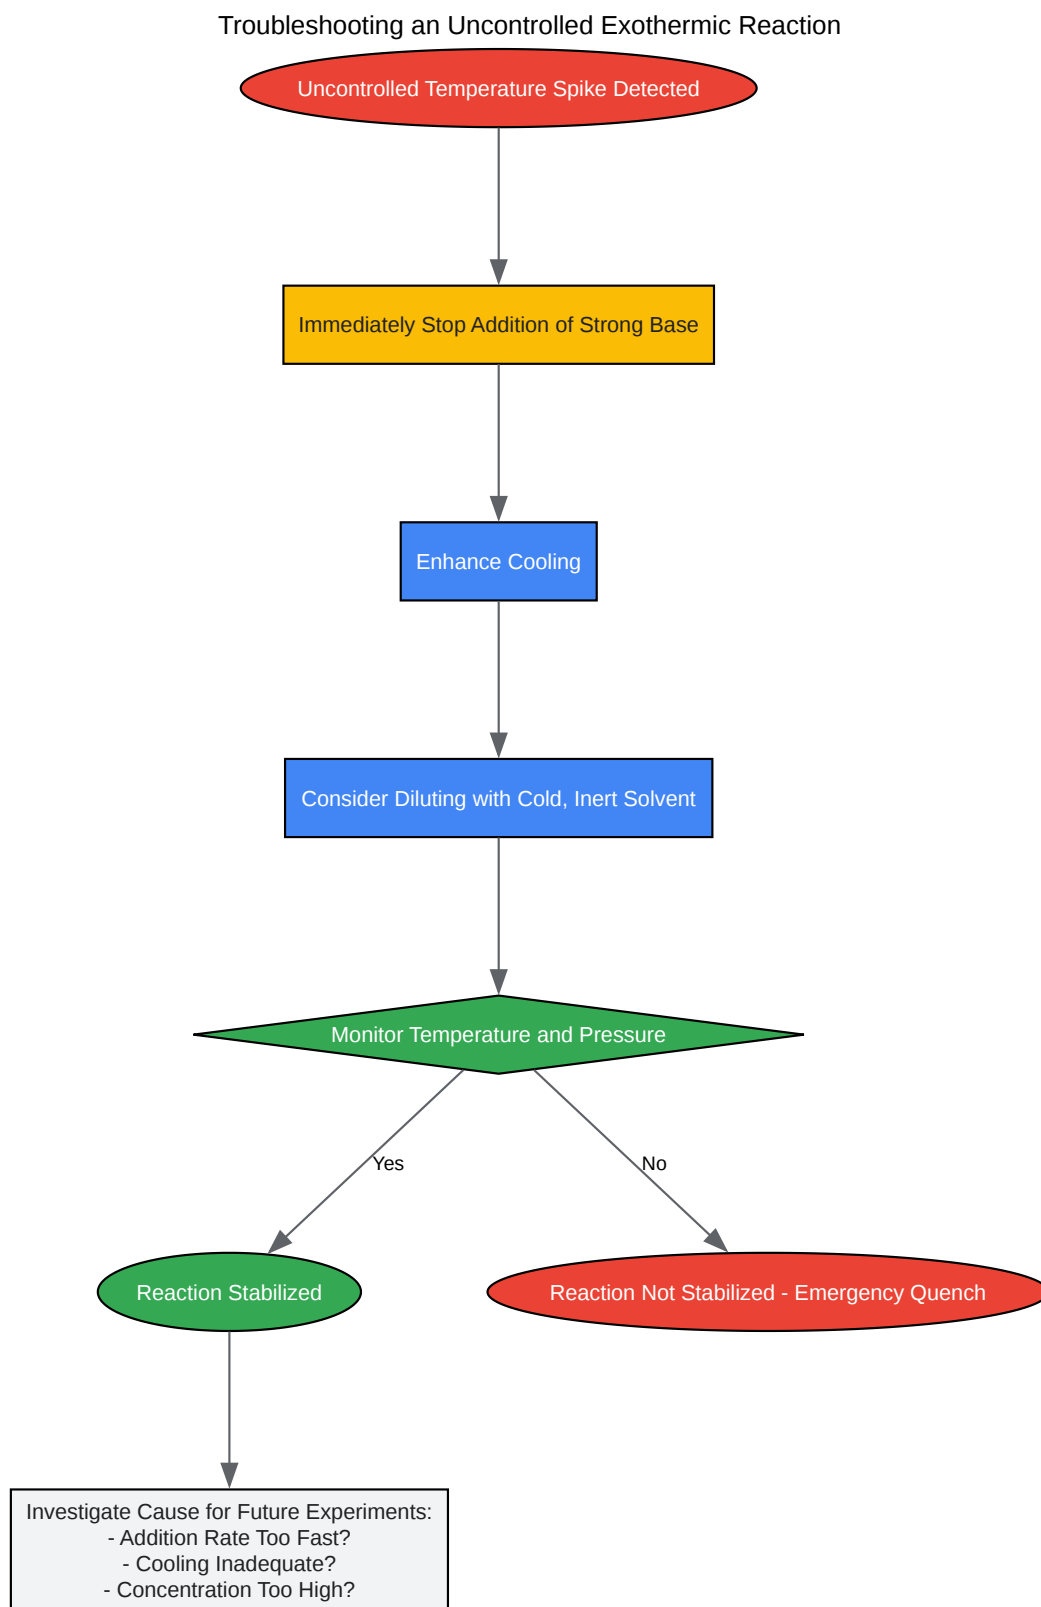 Troubleshooting an Uncontrolled Exothermic Reaction
Uncontrolled Temperature Spike Detected
Immediately Stop Addition of Strong Base
Enhance Cooling
Consider Diluting with Cold, Inert Solvent
Monitor Temperature and Pressure
Yes
No
Reaction Stabilized
Reaction Not Stabilized - Emergency Quench
Investigate Cause for Future Experiments:
- Addition Rate Too Fast?
- Cooling Inadequate?
- Concentration Too High?